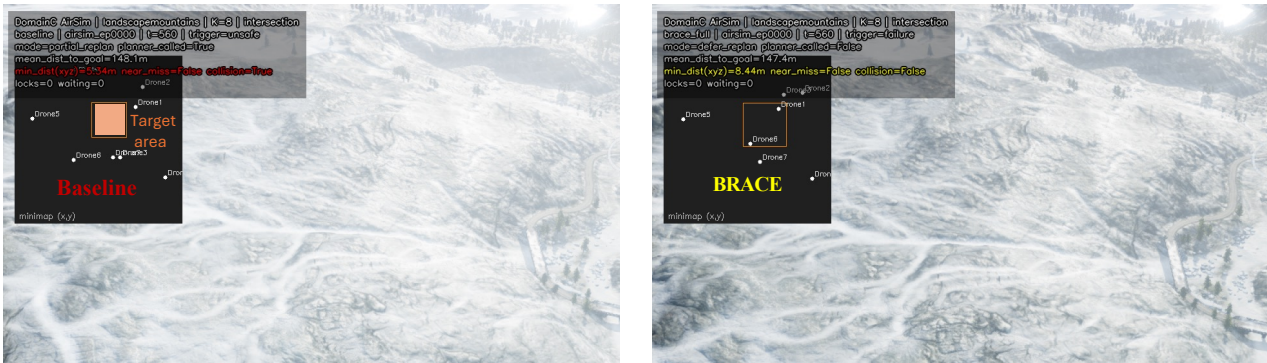 DomainC AirSim | landscapemountains | K=8 | intersection
baseline | airsim_ep0000 | t=560 | trigger=unsafe
mode=partial_replan planner_called=True
mean_dist_to_goal=148.1m
near_miss=False collision=True
locks=0 waiting=0
Drone2
Drone1
Drone5
Target
area
Drone6
Baseline
minimap (x,y)
DomainC AirSim | landscapemountains | K=8 | intersection
brace_full | airsim_ep0000 | t=560 | trigger=failure
mode=defer_replan planner_called=False
mean_dist_to_goal=147.4m
min_dist(xyz)=8.44m near_miss=False collision=False
locks=0 waiting=0
Drone2
Drone1
Drone5
Drone6
Drone7
Dron
BRACE
minimap (x,y)